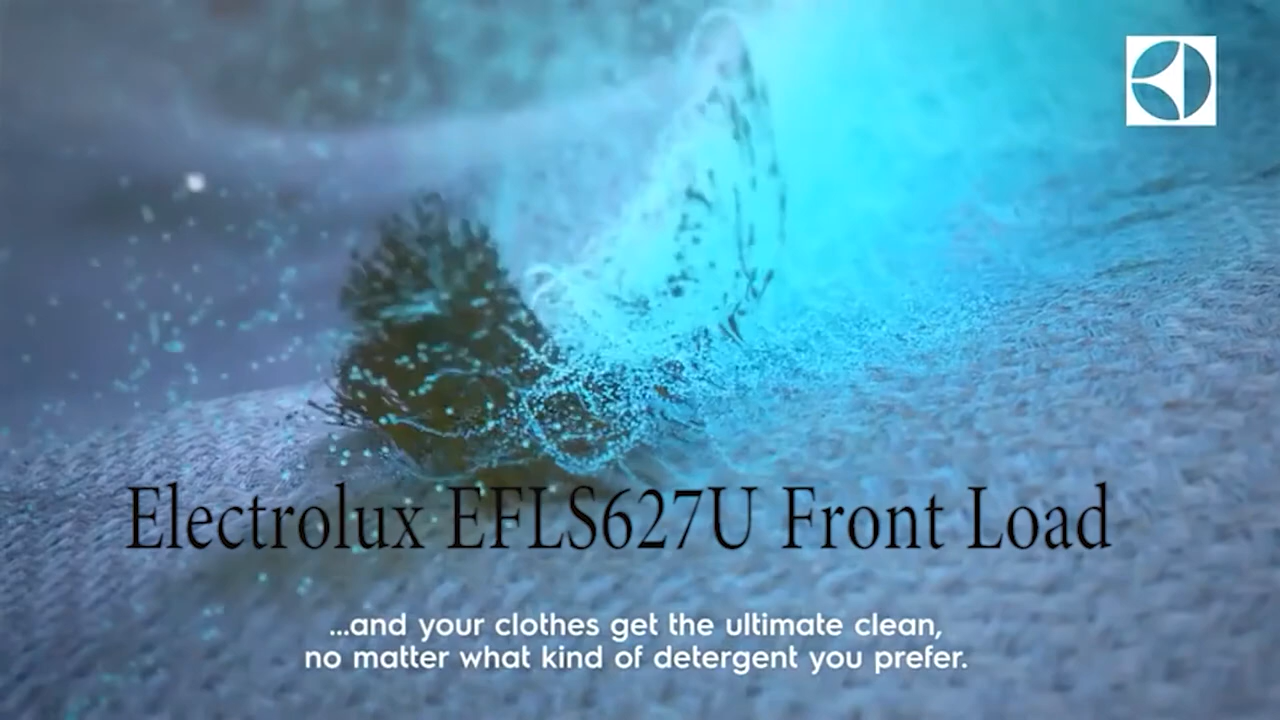 Electrolux EFLS627U Front Load
...and your clothes get the ultimate clean,
no matter what kind of detergent you prefer.